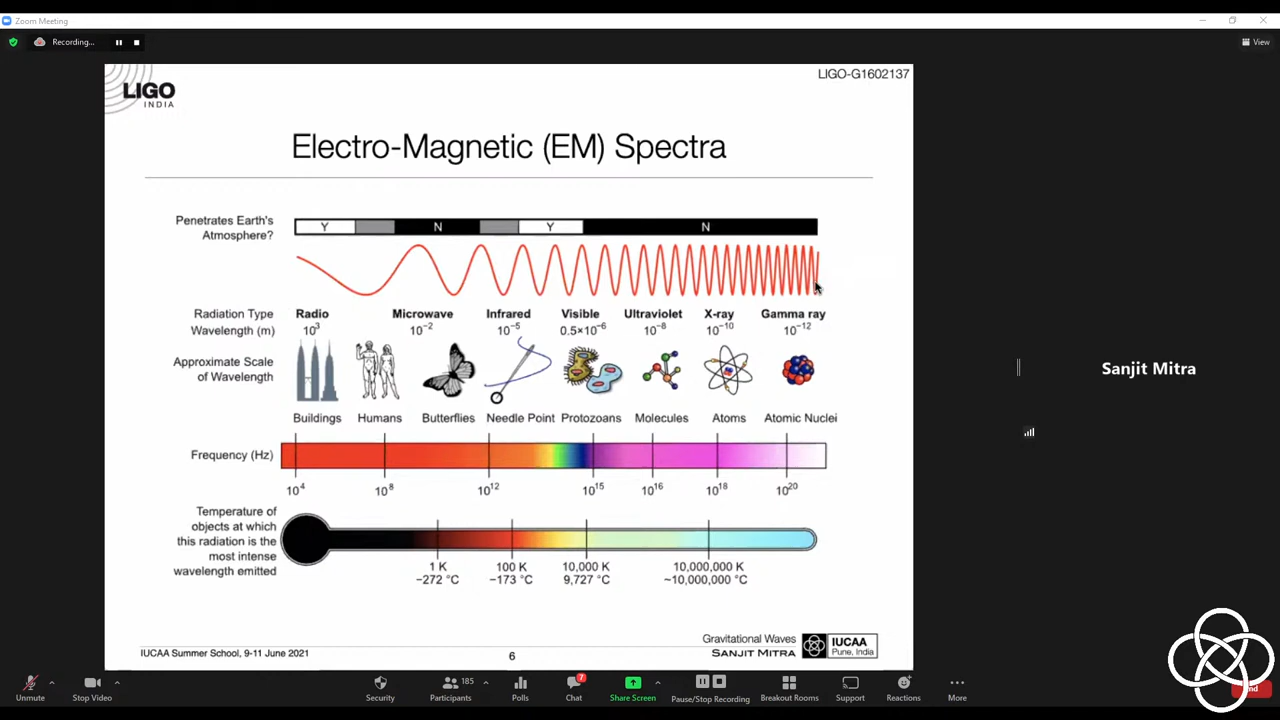 Zoom Meeting
Recording...
View
LIGO
INDIA
LIGO-G1602137
Electro-Magnetic (EM) Spectra
Penetrates Earth's
Atmosphere?
Y N Y N
Radiation Type Radio Microwave Infrared Visible Ultraviolet X-ray Gamma ray
Wavelength (m) 10³ 10⁻² 10⁻⁵ 0.5×10⁻⁶ 10⁻⁸ 10⁻¹⁰ 10⁻¹²
Approximate Scale
of Wavelength
Buildings Humans Butterflies Needle Point Protozoans Molecules Atoms Atomic Nuclei
Frequency (Hz)
10⁴ 10⁸ 10¹² 10¹⁵ 10¹⁶ 10¹⁸ 10²⁰
Temperature of
objects at which
this radiation is the
most intense
wavelength emitted
1 K 100 K 10,000 K 10,000,000 K
−272 °C −173 °C 9,727 °C ~10,000,000 °C
Sanjit Mitra
IUCAA Summer School, 9-11 June 2021
6
Gravitational Waves
SANJIT MITRA
IUCAA
Pune, India
Unmute Stop Video Security Participants 185 Polls Chat 7 Share Screen Pause/Stop Recording Breakout Rooms Support Reactions More